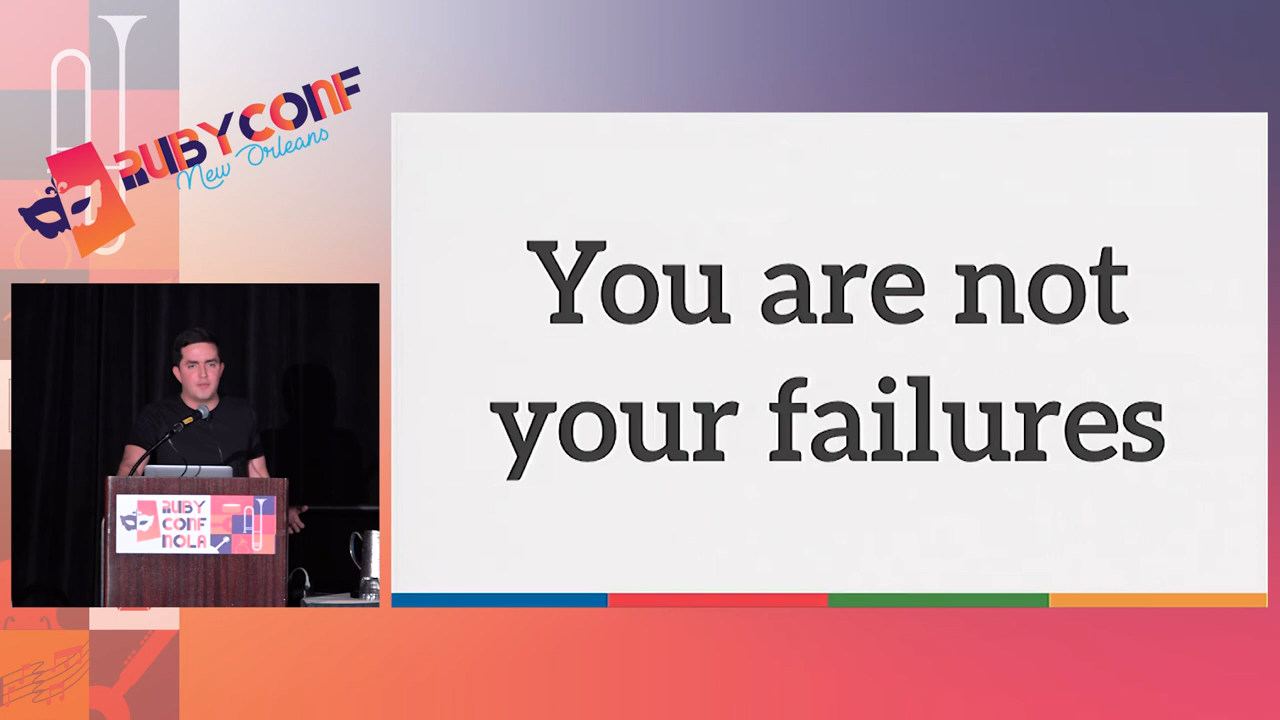 RUBYCONF
New Orleans
You are not
your failures
RUBY
CONF
NOLA